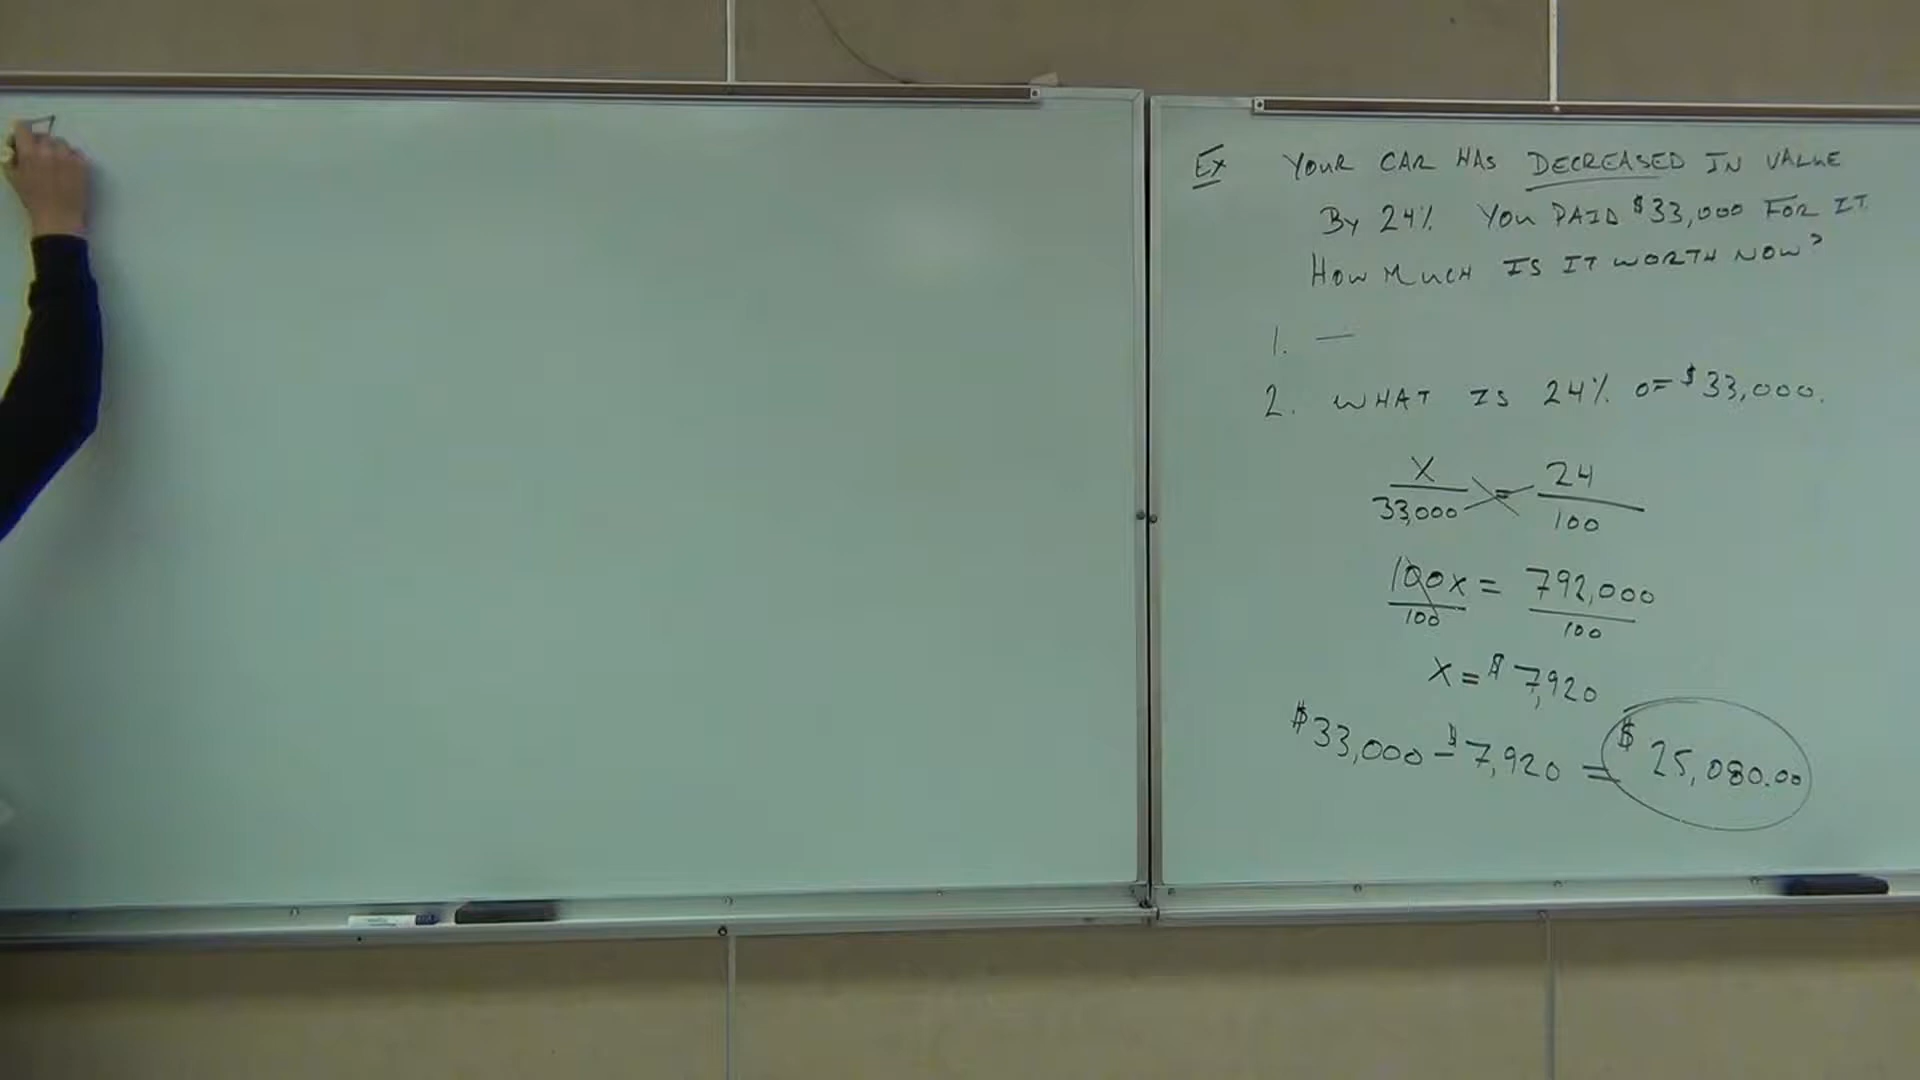 Ex YOUR CAR HAS DECREASED IN VALUE
BY 24% YOU PAID $33,000 FOR IT
HOW MUCH IS IT WORTH NOW?
1. —
2. WHAT IS 24% OF $33,000.
x/33,000 = 24/100
100x/100 = 792,000/100
x = $7,920
$33,000 - $7,920 = $25,080.00